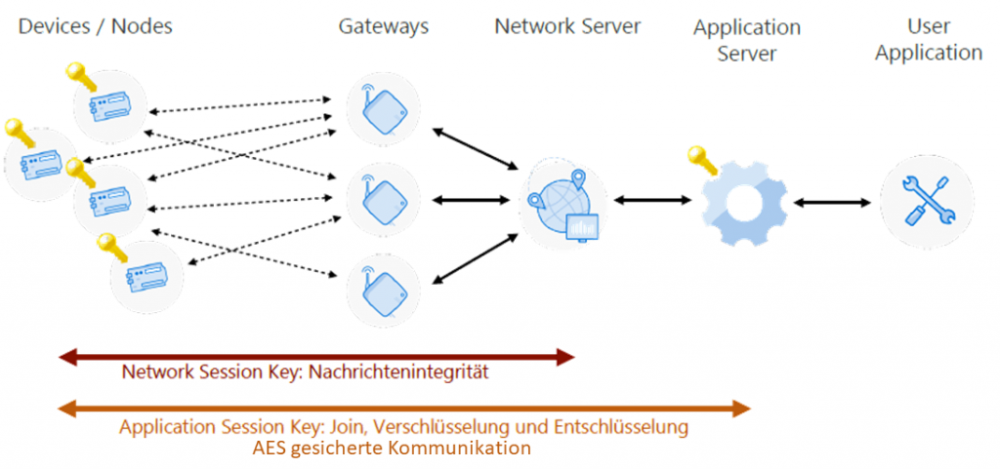 Devices / Nodes
Gateways
Network Server
Application
Server
User
Application
Network Session Key: Nachrichtenintegrität
Application Session Key: Join, Verschlüsselung und Entschlüsselung
AES gesicherte Kommunikation